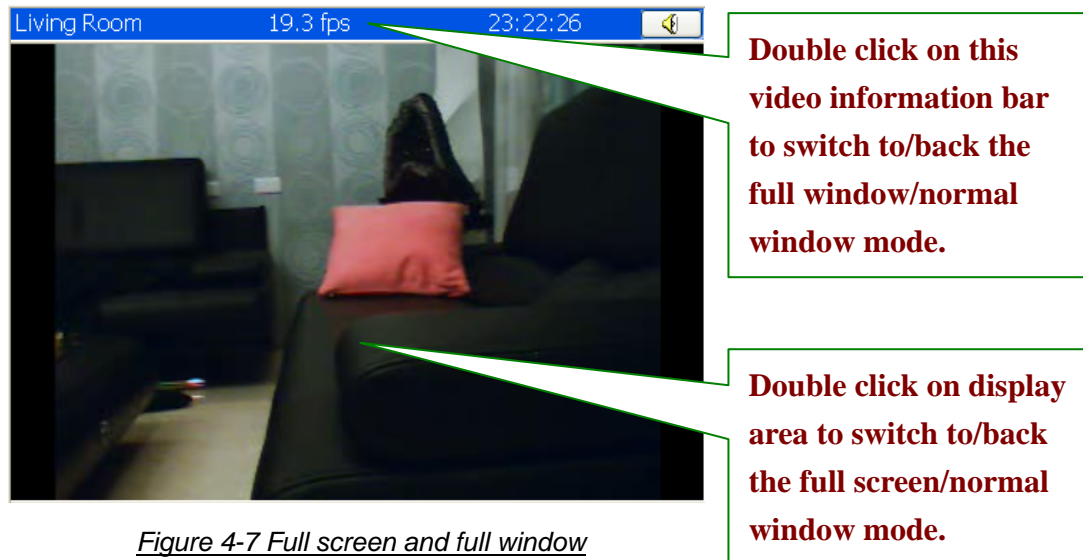 Living Room 19.3 fps 23:22:26
Double click on this
video information bar
to switch to/back the
full window/normal
window mode.
Double click on display
area to switch to/back
the full screen/normal
window mode.
Figure 4-7 Full screen and full window